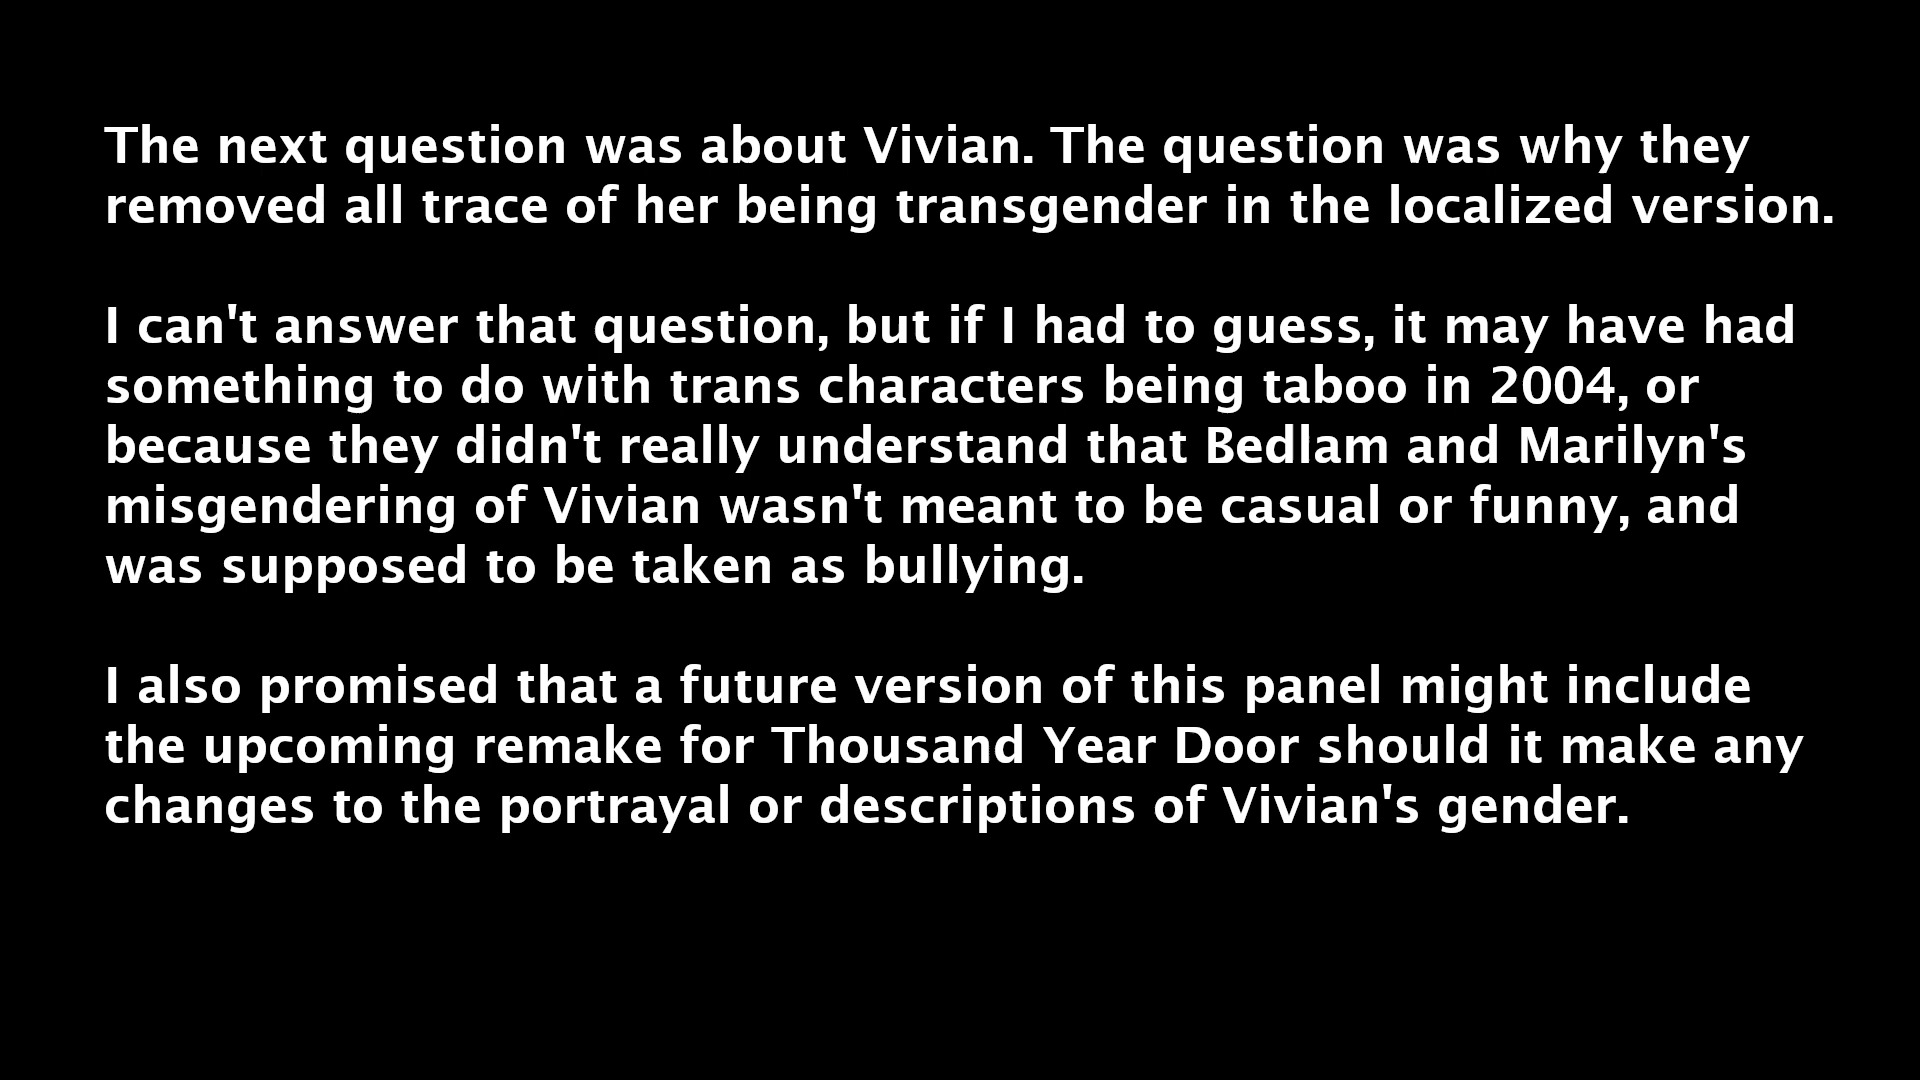 The next question was about Vivian. The question was why they
removed all trace of her being transgender in the localized version.
I can't answer that question, but if I had to guess, it may have had
something to do with trans characters being taboo in 2004, or
because they didn't really understand that Bedlam and Marilyn's
misgendering of Vivian wasn't meant to be casual or funny, and
was supposed to be taken as bullying.
I also promised that a future version of this panel might include
the upcoming remake for Thousand Year Door should it make any
changes to the portrayal or descriptions of Vivian's gender.